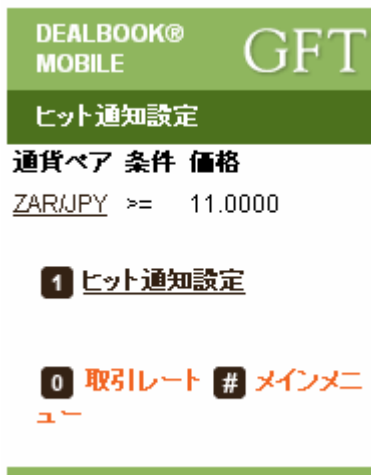 DEALBOOK® MOBILE GFT
ヒット通知設定
通貨ペア 条件 価格
ZAR/JPY >= 11.0000
1 ヒット通知設定
0 取引レート # メインメニ
ュー